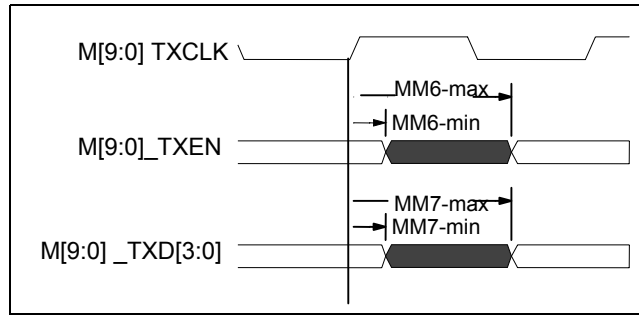 M[9:0] TXCLK
MM6-max
MM6-min
M[9:0]_TXEN
MM7-max
MM7-min
M[9:0] _TXD[3:0]